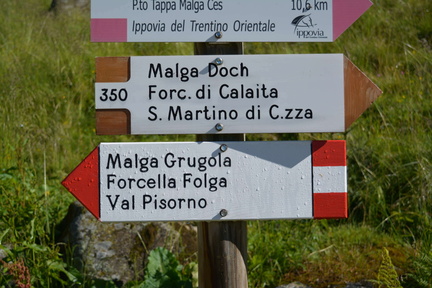 P.to Tappa Malga Ces 10,6 km
Ippovia del Trentino Orientale
ippovia
Malga Doch
350 Forc. di Calaita
S. Martino di C.zza
Malga Grugola
Forcella Folga
Val Pisorno